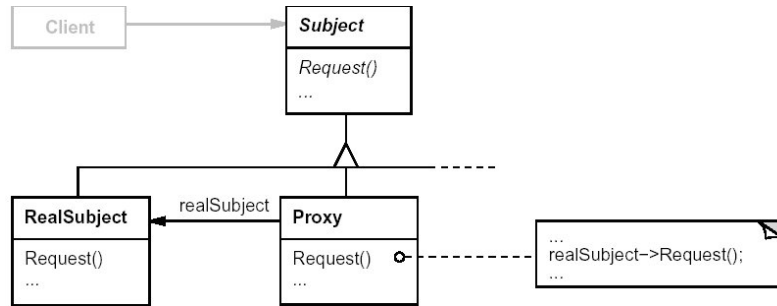 Client
Subject
Request()
...
RealSubject
Request()
...
realSubject
Proxy
Request()
...
...
realSubject−>Request();
...